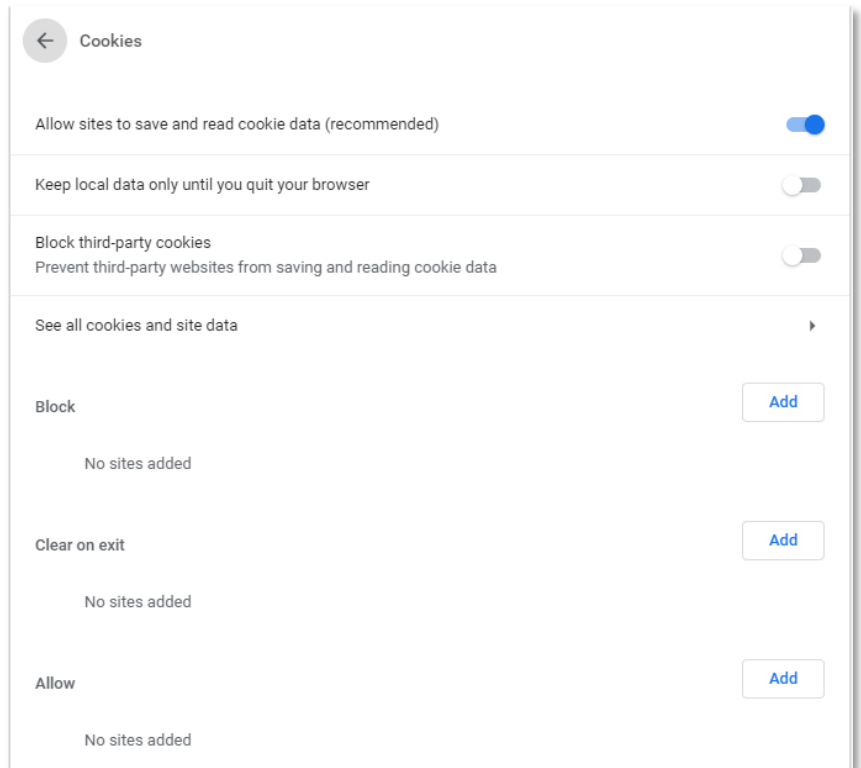 Cookies
Allow sites to save and read cookie data (recommended)
Keep local data only until you quit your browser
Block third-party cookies
Prevent third-party websites from saving and reading cookie data
See all cookies and site data
Block
Add
No sites added
Clear on exit
Add
No sites added
Allow
Add
No sites added